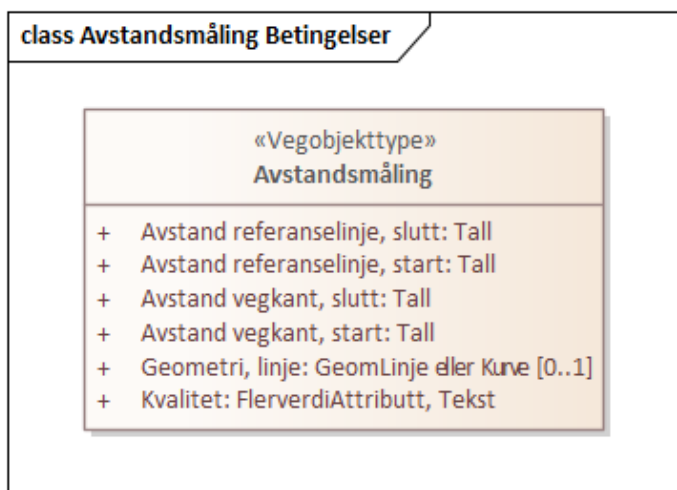 class Avstandsmåling Betingelser
«Vegobjekttype»
Avstandsmåling
+ Avstand referanselinje, slutt: Tall
+ Avstand referanselinje, start: Tall
+ Avstand vegkant, slutt: Tall
+ Avstand vegkant, start: Tall
+ Geometri, linje: GeomLinje eller Kurve [0..1]
+ Kvalitet: FlerverdiAttributt, Tekst